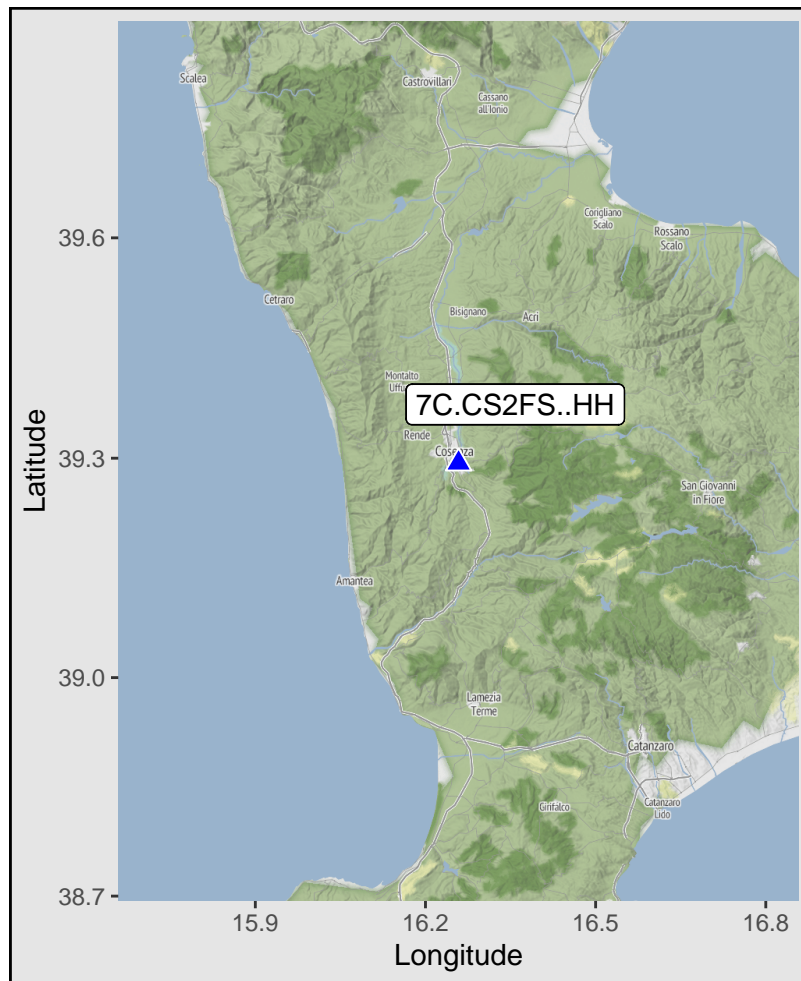 Scalea
Castrovillari
Cassano
all'Ionio
39.6
Corigliano
Scalo
Rossano
Scalo
Cetraro
Bisignano
Acri
Montalto
Uffu
7C.CS2FS..HH
Rende
Cosenza
39.3
Latitude
San Giovanni
in Fiore
Amantea
39.0
Lamezia
Terme
Catanzaro
Girifalco
Catanzaro
Lido
38.7
15.9
16.2
16.5
16.8
Longitude